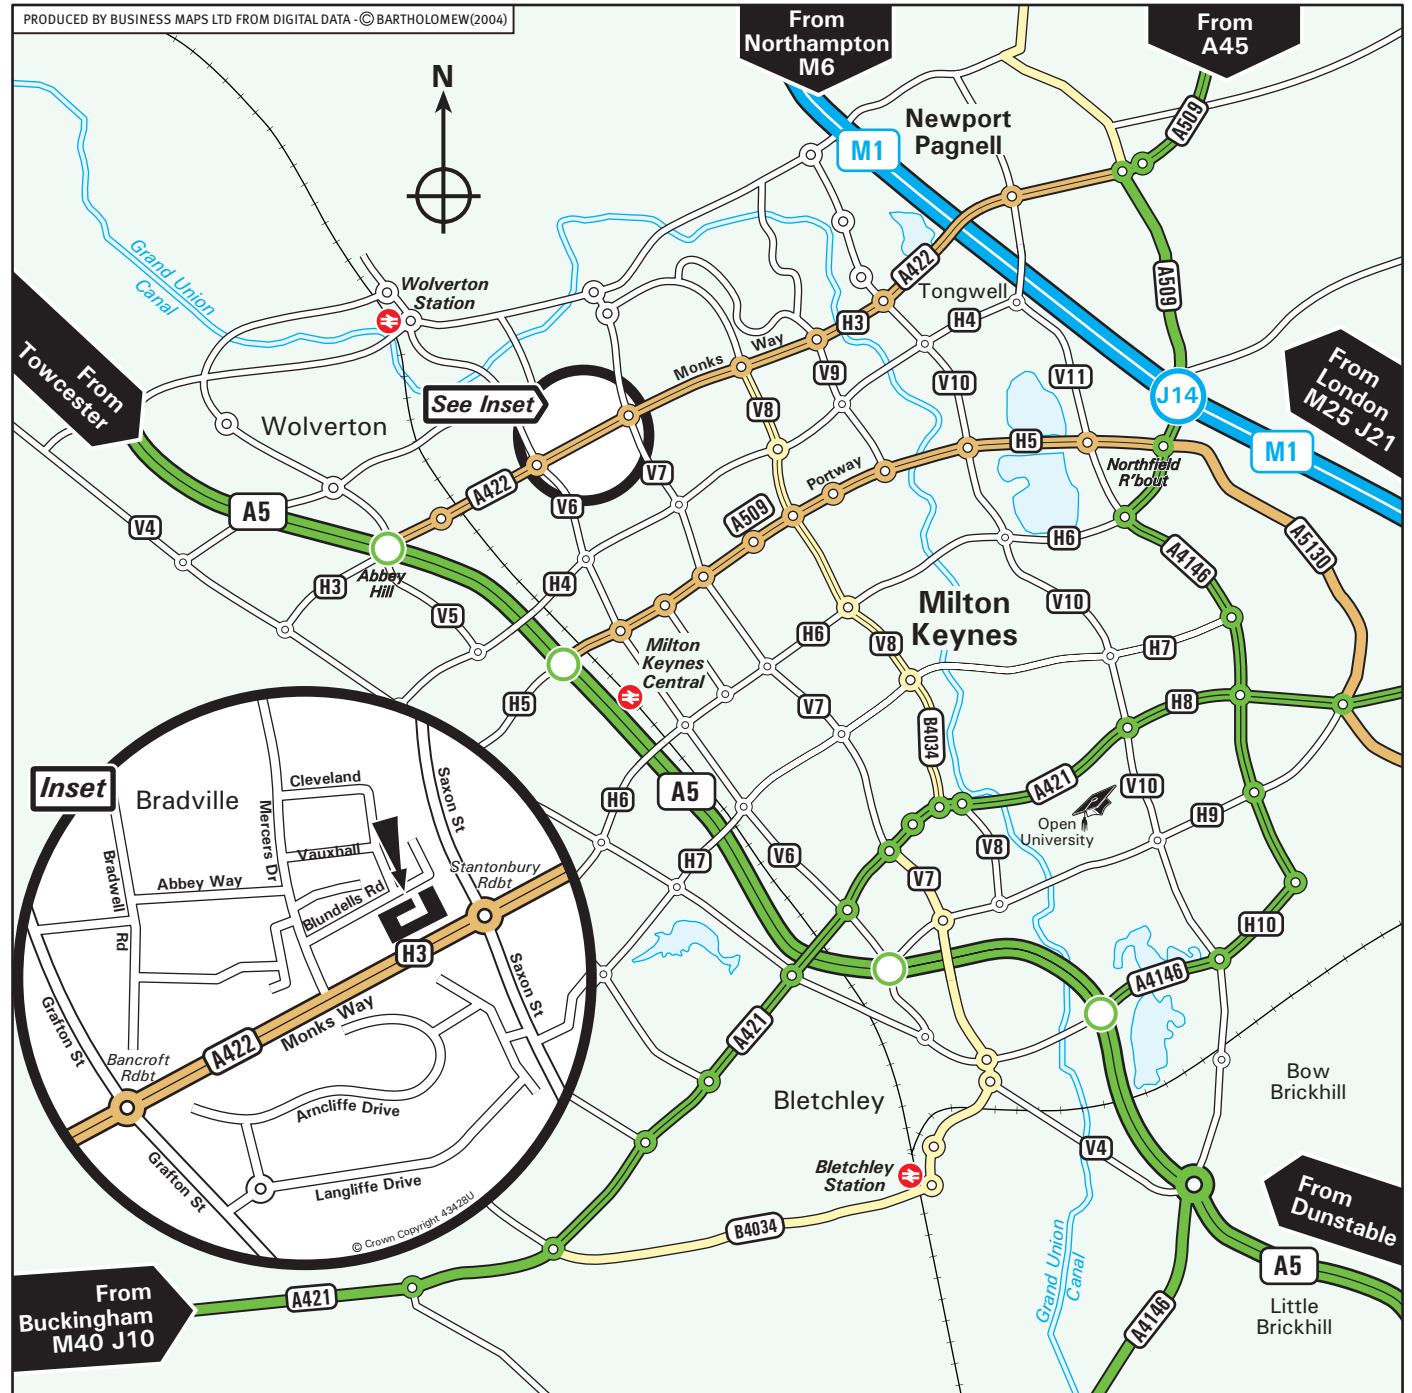 PRODUCED BY BUSINESS MAPS LTD FROM DIGITAL DATA - © BARTHOLOMEW(2004)
From
Northampton
M6
From
A45
N
M1
Newport
Pagnell
A509
Grand Union
Canal
Wolverton
Station
A422
Tongwell
A509
H3
H4
Monks
Way
From
Towcester
From
London
M25 J21
See Inset
V8
V9
V10
V11
J14
M1
Wolverton
H5
Northfield
R'bout
Portway
V7
A422
V6
A509
A5
V4
H6
A4146
A5130
Abbey
Hill
H3
H4
V5
V10
Milton
Keynes
H6
V8
H7
Milton
Keynes
Central
H5
V7
H8
B4034
A5
H6
A421
V10
Open
University
H9
V8
H7
V6
V7
H10
A4146
A421
Bletchley
Bow
Brickhill
V4
Bletchley
Station
B4034
Grand Union
Canal
From
Dunstable
A5
Little
Brickhill
A4146
From
Buckingham
M40 J10
A421
Inset
Bradville
Cleveland
Mercers Dr
Saxon St
Vauxhall
Stantonbury
Rdbt
Abbey Way
Bradwell
Rd
Blundells Rd
H3
Saxon St
Grafton St
Monks Way
A422
Bancroft
Rdbt
Arncliffe Drive
Grafton St
Langliffe Drive
© Crown Copyright 43428U